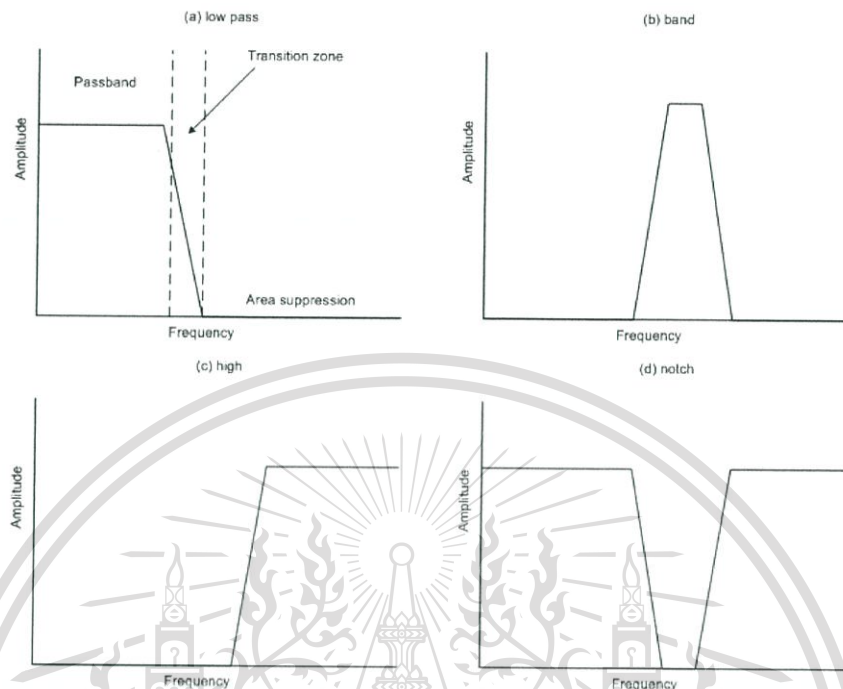 (a) low pass
Transition zone
Passband
Amplitude
Area suppression
Frequency
(b) band
Amplitude
Frequency
(c) high
Amplitude
Frequency
(d) notch
Amplitude
Frequency